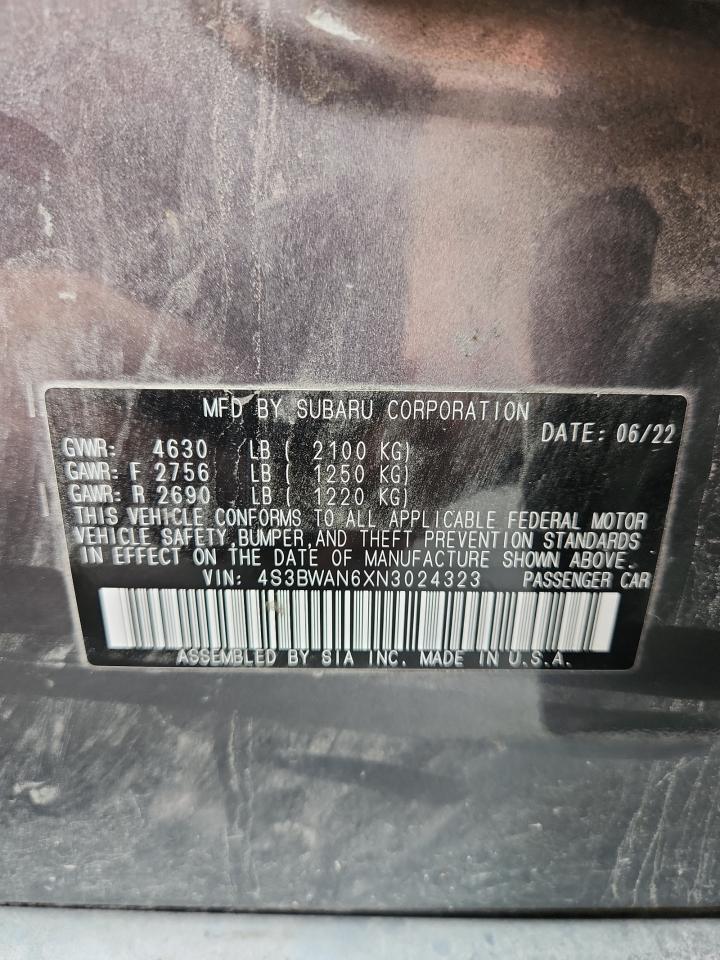 MFD BY SUBARU CORPORATION
DATE: 06/22
GVWR: 4630 LB ( 2100 KG)
GAWR: F 2756 LB ( 1250 KG)
GAWR: R 2690 LB ( 1220 KG)
THIS VEHICLE CONFORMS TO ALL APPLICABLE FEDERAL MOTOR
VEHICLE SAFETY, BUMPER, AND THEFT PREVENTION STANDARDS
IN EFFECT ON THE DATE OF MANUFACTURE SHOWN ABOVE.
VIN: 4S3BWAN6XN3024323 PASSENGER CAR
ASSEMBLED BY SIA INC. MADE IN U.S.A.